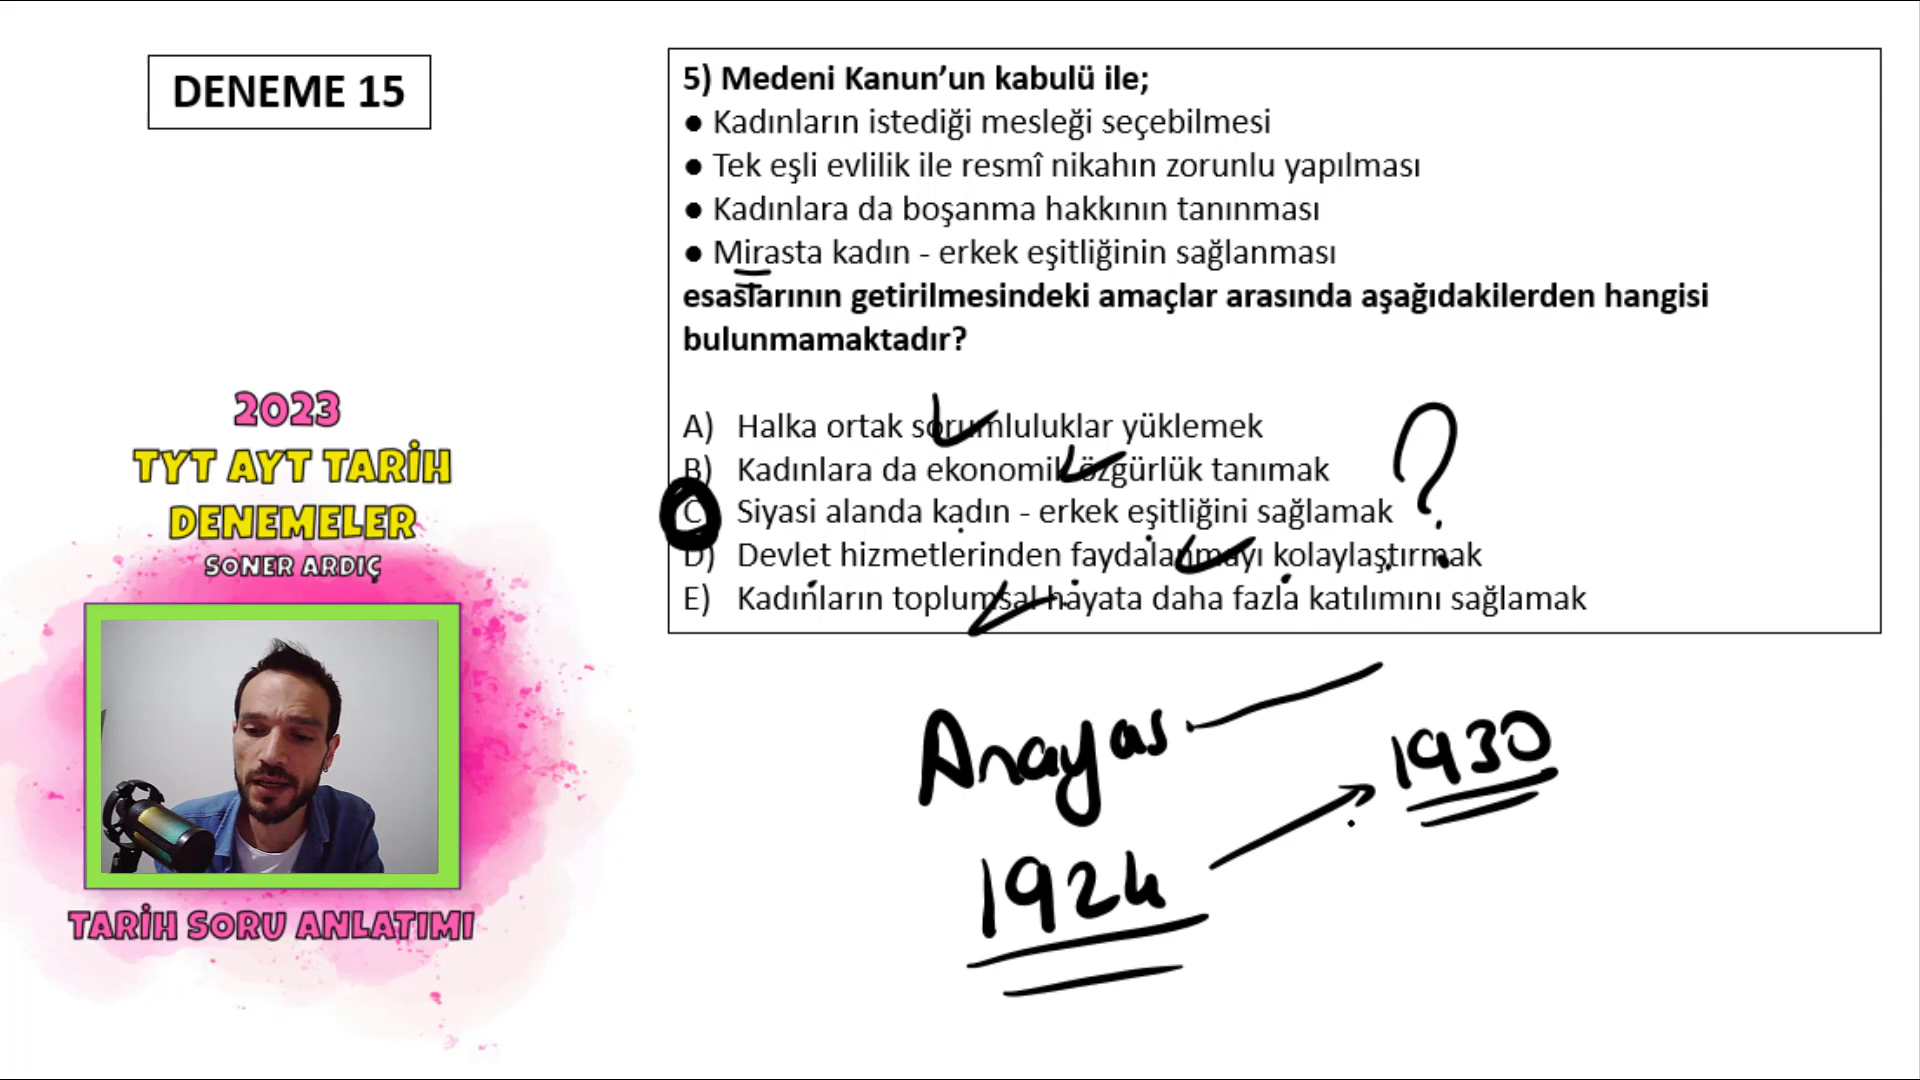 DENEME 15
5) Medeni Kanun’un kabulü ile;
● Kadınların istediği mesleği seçebilmesi
● Tek eşli evlilik ile resmî nikahın zorunlu yapılması
● Kadınlara da boşanma hakkının tanınması
● Mirasta kadın - erkek eşitliğinin sağlanması
esaslarının getirilmesindeki amaçlar arasında aşağıdakilerden hangisi
bulunmamaktadır?
A) Halka ortak sorumluluklar yüklemek
B) Kadınlara da ekonomik özgürlük tanımak
C) Siyasi alanda kadın - erkek eşitliğini sağlamak
D) Devlet hizmetlerinden faydalanmayı kolaylaştırmak
E) Kadınların toplumsal hayata daha fazla katılımını sağlamak
?
Anayas
1930
1924
2023
TYT AYT TARİH
DENEMELER
SONER ARDIÇ
TARİH SORU ANLATIMI